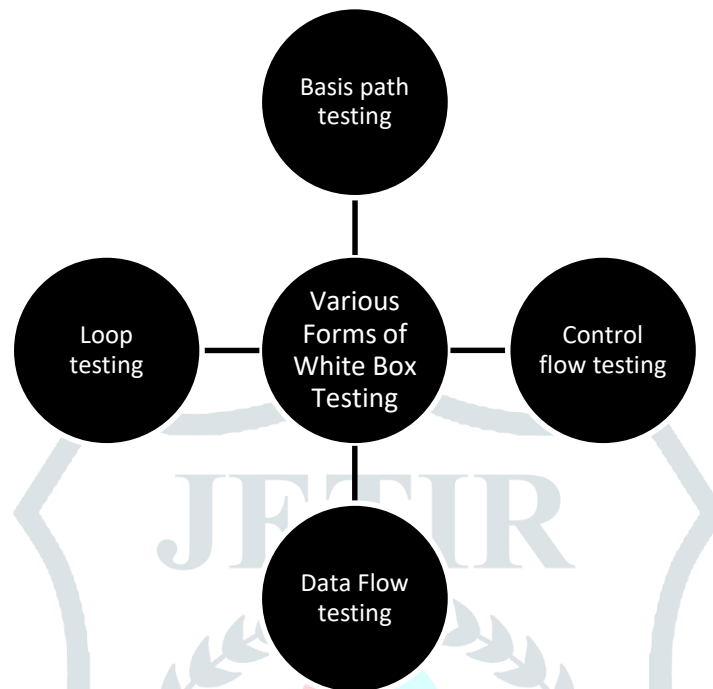 Basis path
testing
Loop
testing
Various
Forms of
White Box
Testing
Control
flow testing
JETIR
Data Flow
testing